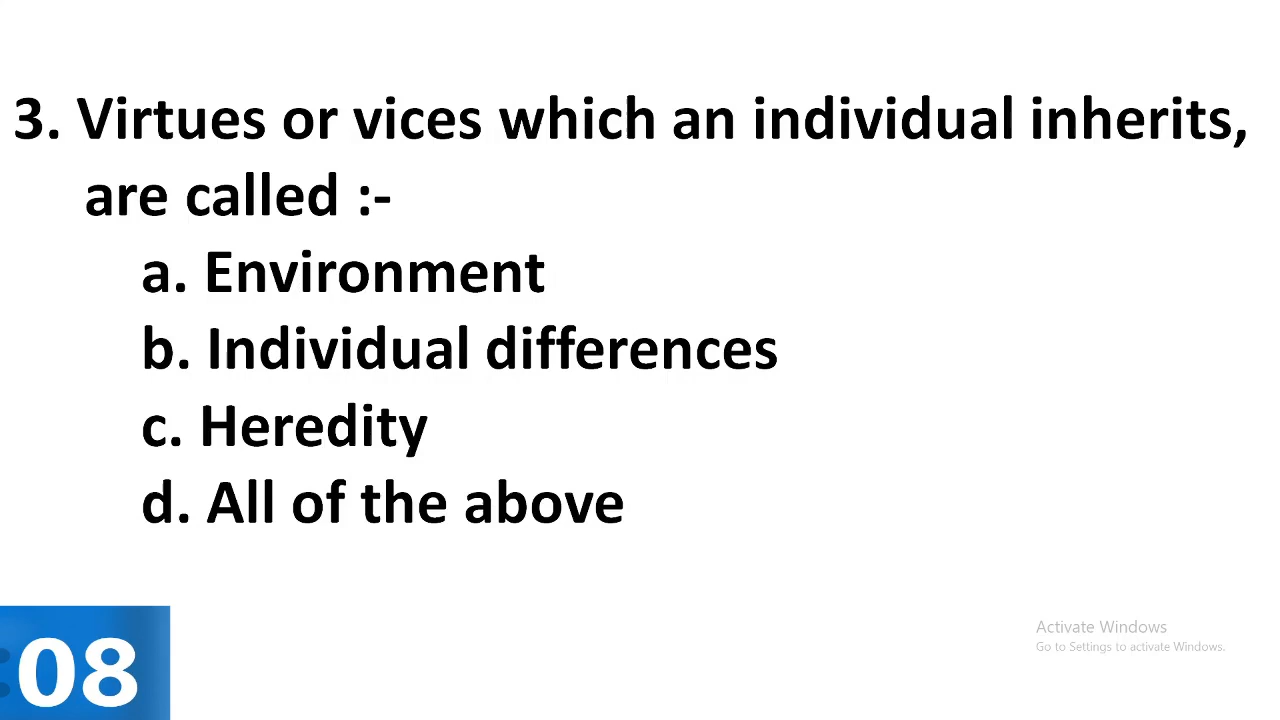 3. Virtues or vices which an individual inherits,
are called :-
a. Environment
b. Individual differences
c. Heredity
d. All of the above
08
Activate Windows
Go to Settings to activate Windows.